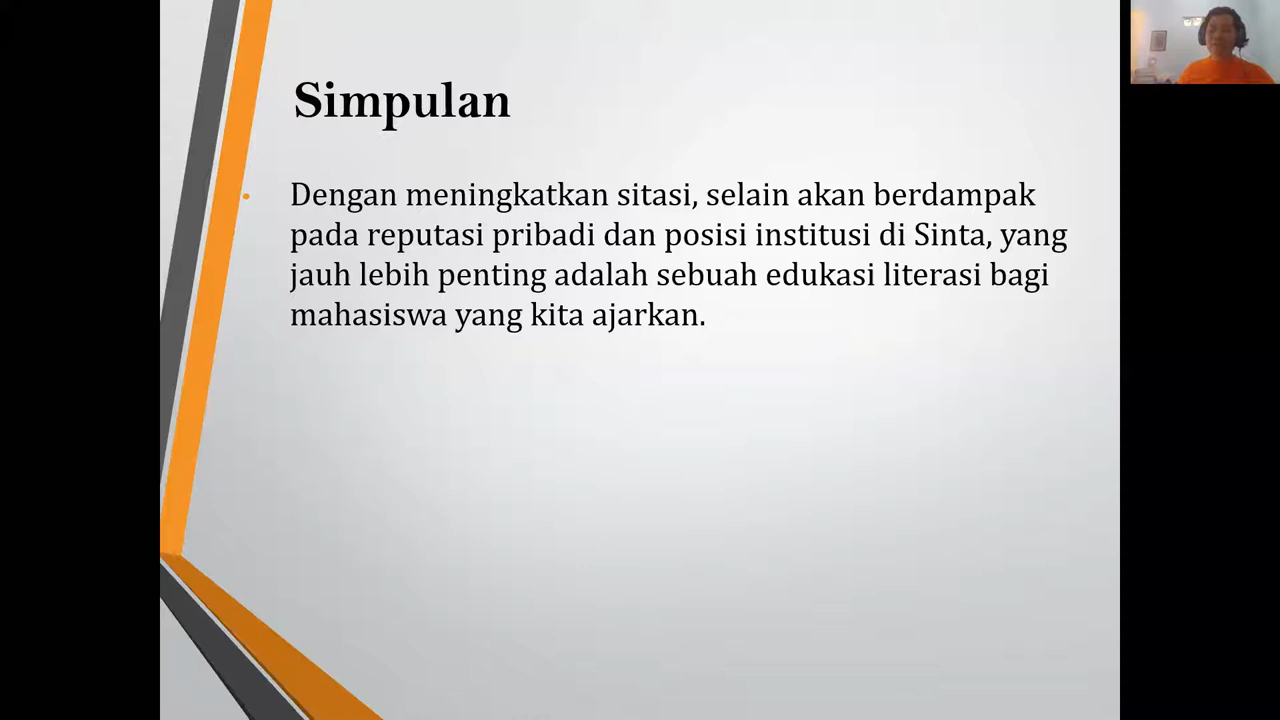 Simpulan
Dengan meningkatkan sitasi, selain akan berdampak
pada reputasi pribadi dan posisi institusi di Sinta, yang
jauh lebih penting adalah sebuah edukasi literasi bagi
mahasiswa yang kita ajarkan.